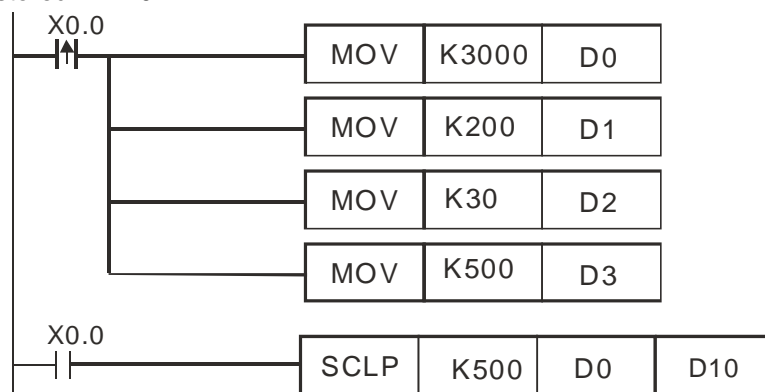 X0.0
MOV K3000 D0
MOV K200 D1
MOV K30 D2
MOV K500 D3
X0.0
SCLP K500 D0 D10